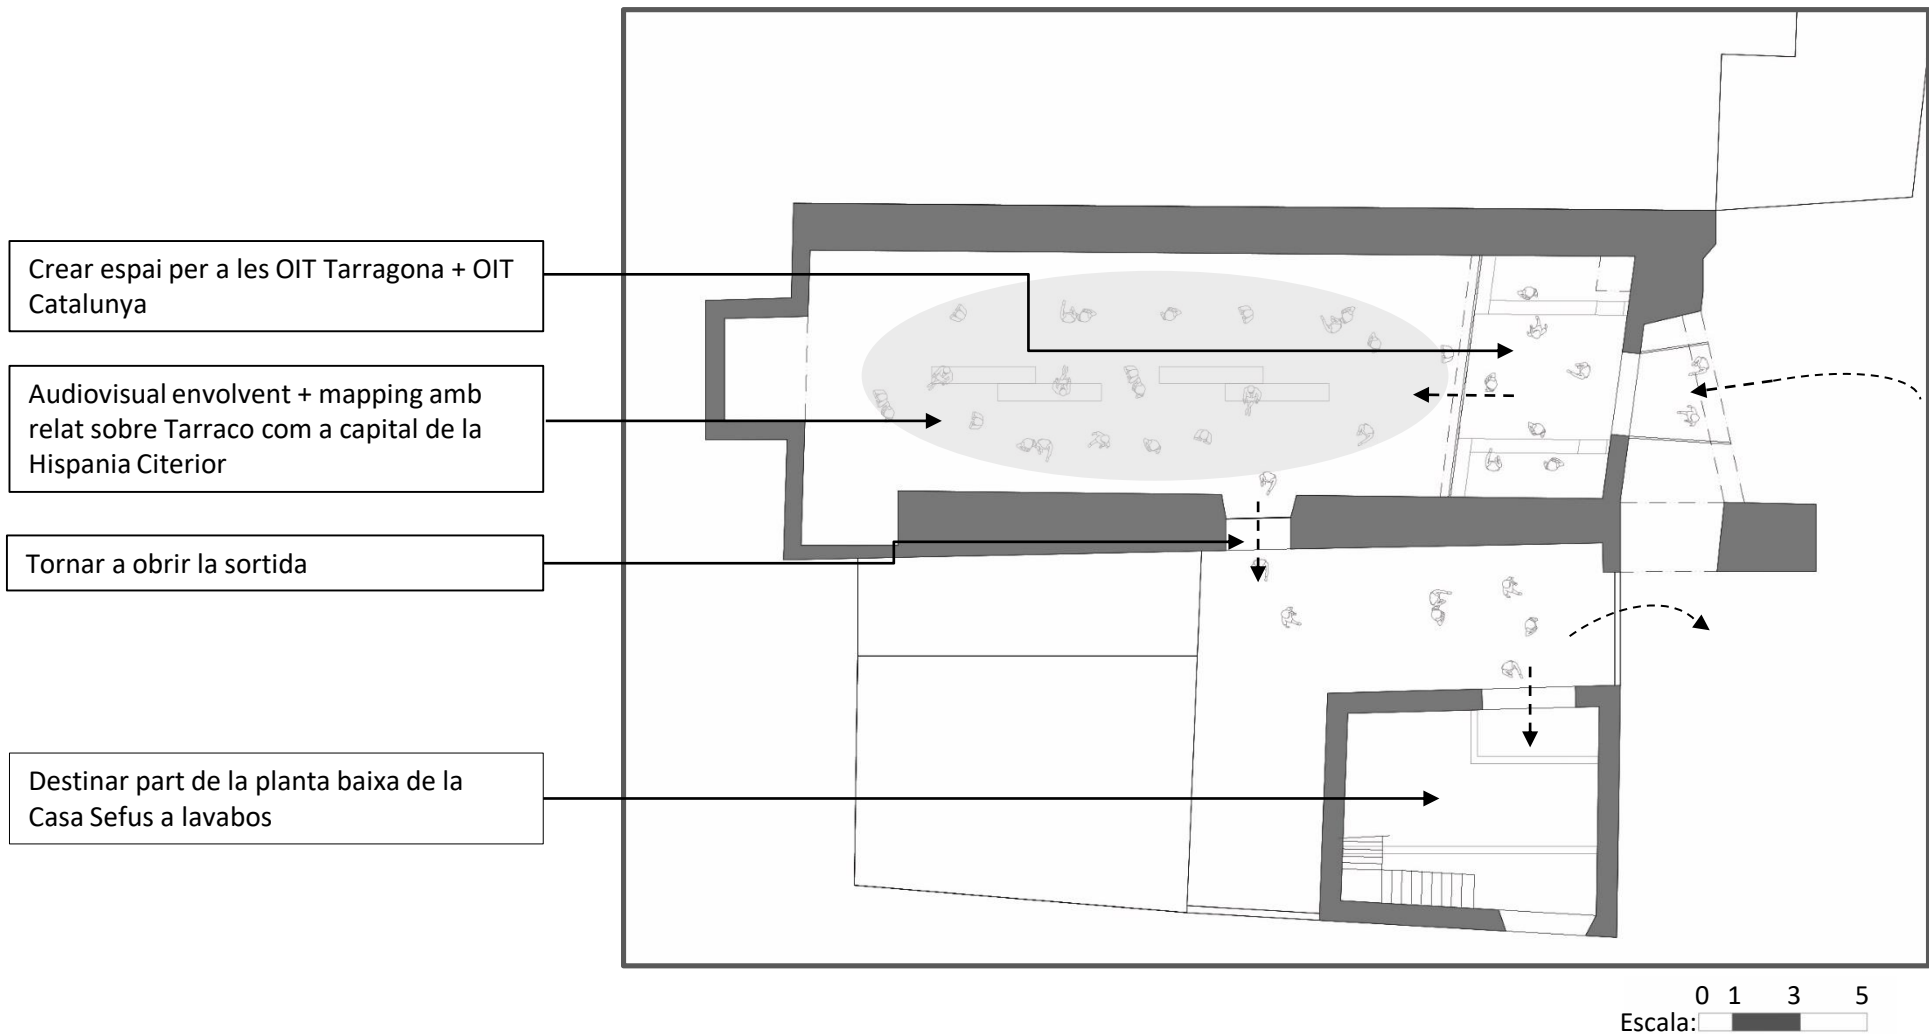 Crear espai per a les OIT Tarragona + OIT
Catalunya
Audiovisual envolvent + mapping amb
relat sobre Tarraco com a capital de la
Hispania Citerior
Tornar a obrir la sortida
Destinar part de la planta baixa de la
Casa Sefus a lavabos
0 1 3 5
Escala: